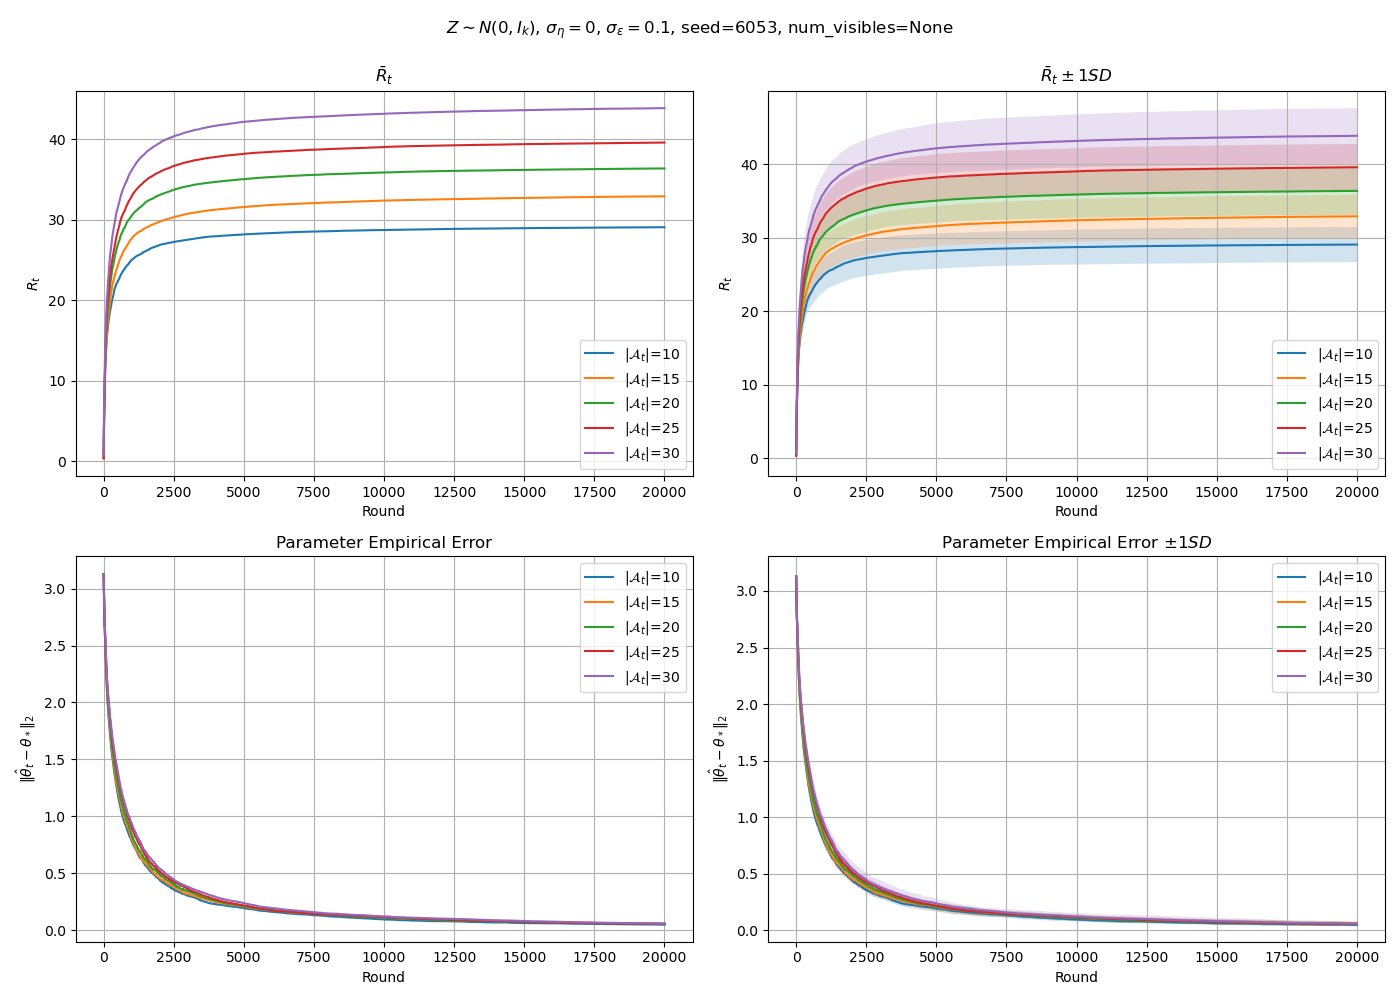 Z ~ N(0, I_k), σ_η = 0, σ_ε = 0.1, seed=6053, num_visibles=None
R̄_t
R_t
40
30
20
10
0
0 2500 5000 7500 10000 12500 15000 17500 20000
Round
|𝒜_t|=10
|𝒜_t|=15
|𝒜_t|=20
|𝒜_t|=25
|𝒜_t|=30
R̄_t ± 1SD
R_t
40
30
20
10
0
0 2500 5000 7500 10000 12500 15000 17500 20000
Round
|𝒜_t|=10
|𝒜_t|=15
|𝒜_t|=20
|𝒜_t|=25
|𝒜_t|=30
Parameter Empirical Error
‖θ̂_t − θ_*‖_2
3.0
2.5
2.0
1.5
1.0
0.5
0.0
0 2500 5000 7500 10000 12500 15000 17500 20000
Round
|𝒜_t|=10
|𝒜_t|=15
|𝒜_t|=20
|𝒜_t|=25
|𝒜_t|=30
Parameter Empirical Error ±1SD
‖θ̂_t − θ_*‖_2
3.0
2.5
2.0
1.5
1.0
0.5
0.0
0 2500 5000 7500 10000 12500 15000 17500 20000
Round
|𝒜_t|=10
|𝒜_t|=15
|𝒜_t|=20
|𝒜_t|=25
|𝒜_t|=30